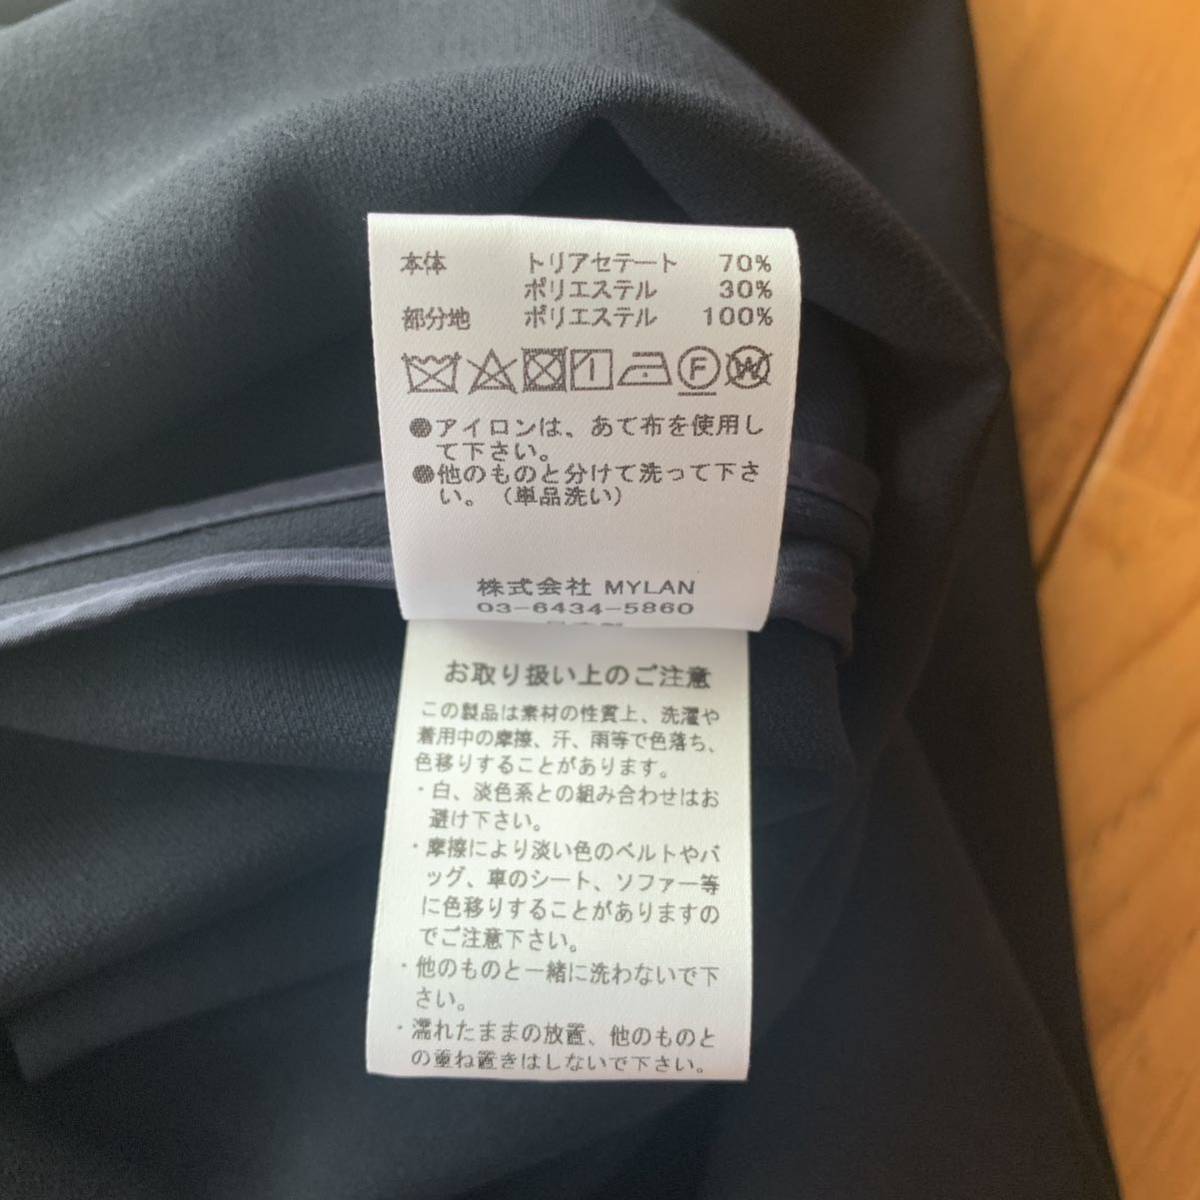 本体 トリアセテート 70%
ポリエステル 30%
部分地 ポリエステル 100%
F W
●アイロンは、あて布を使用し
て下さい。
●他のものと分けて洗って下さ
い。（単品洗い）
株式会社 MYLAN
03-6434-5860
お取り扱い上のご注意
この製品は素材の性質上、洗濯や
着用中の摩擦、汗、雨等で色落ち、
色移りすることがあります。
・白、淡色系との組み合わせはお
避け下さい。
・摩擦により淡い色のベルトやバ
ッグ、車のシート、ソファー等
に色移りすることがありますの
でご注意下さい。
・他のものと一緒に洗わないで下
さい。
・濡れたままの放置、他のものと
の重ね置きはしないで下さい。